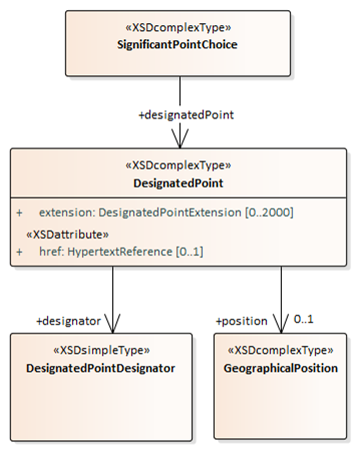 «XSDcomplexType»
SignificantPointChoice
+designatedPoint
«XSDcomplexType»
DesignatedPoint
+ extension: DesignatedPointExtension [0..2000]
«XSDattribute»
+ href: HypertextReference [0..1]
+designator
+position 0..1
«XSDsimpleType»
DesignatedPointDesignator
«XSDcomplexType»
GeographicalPosition